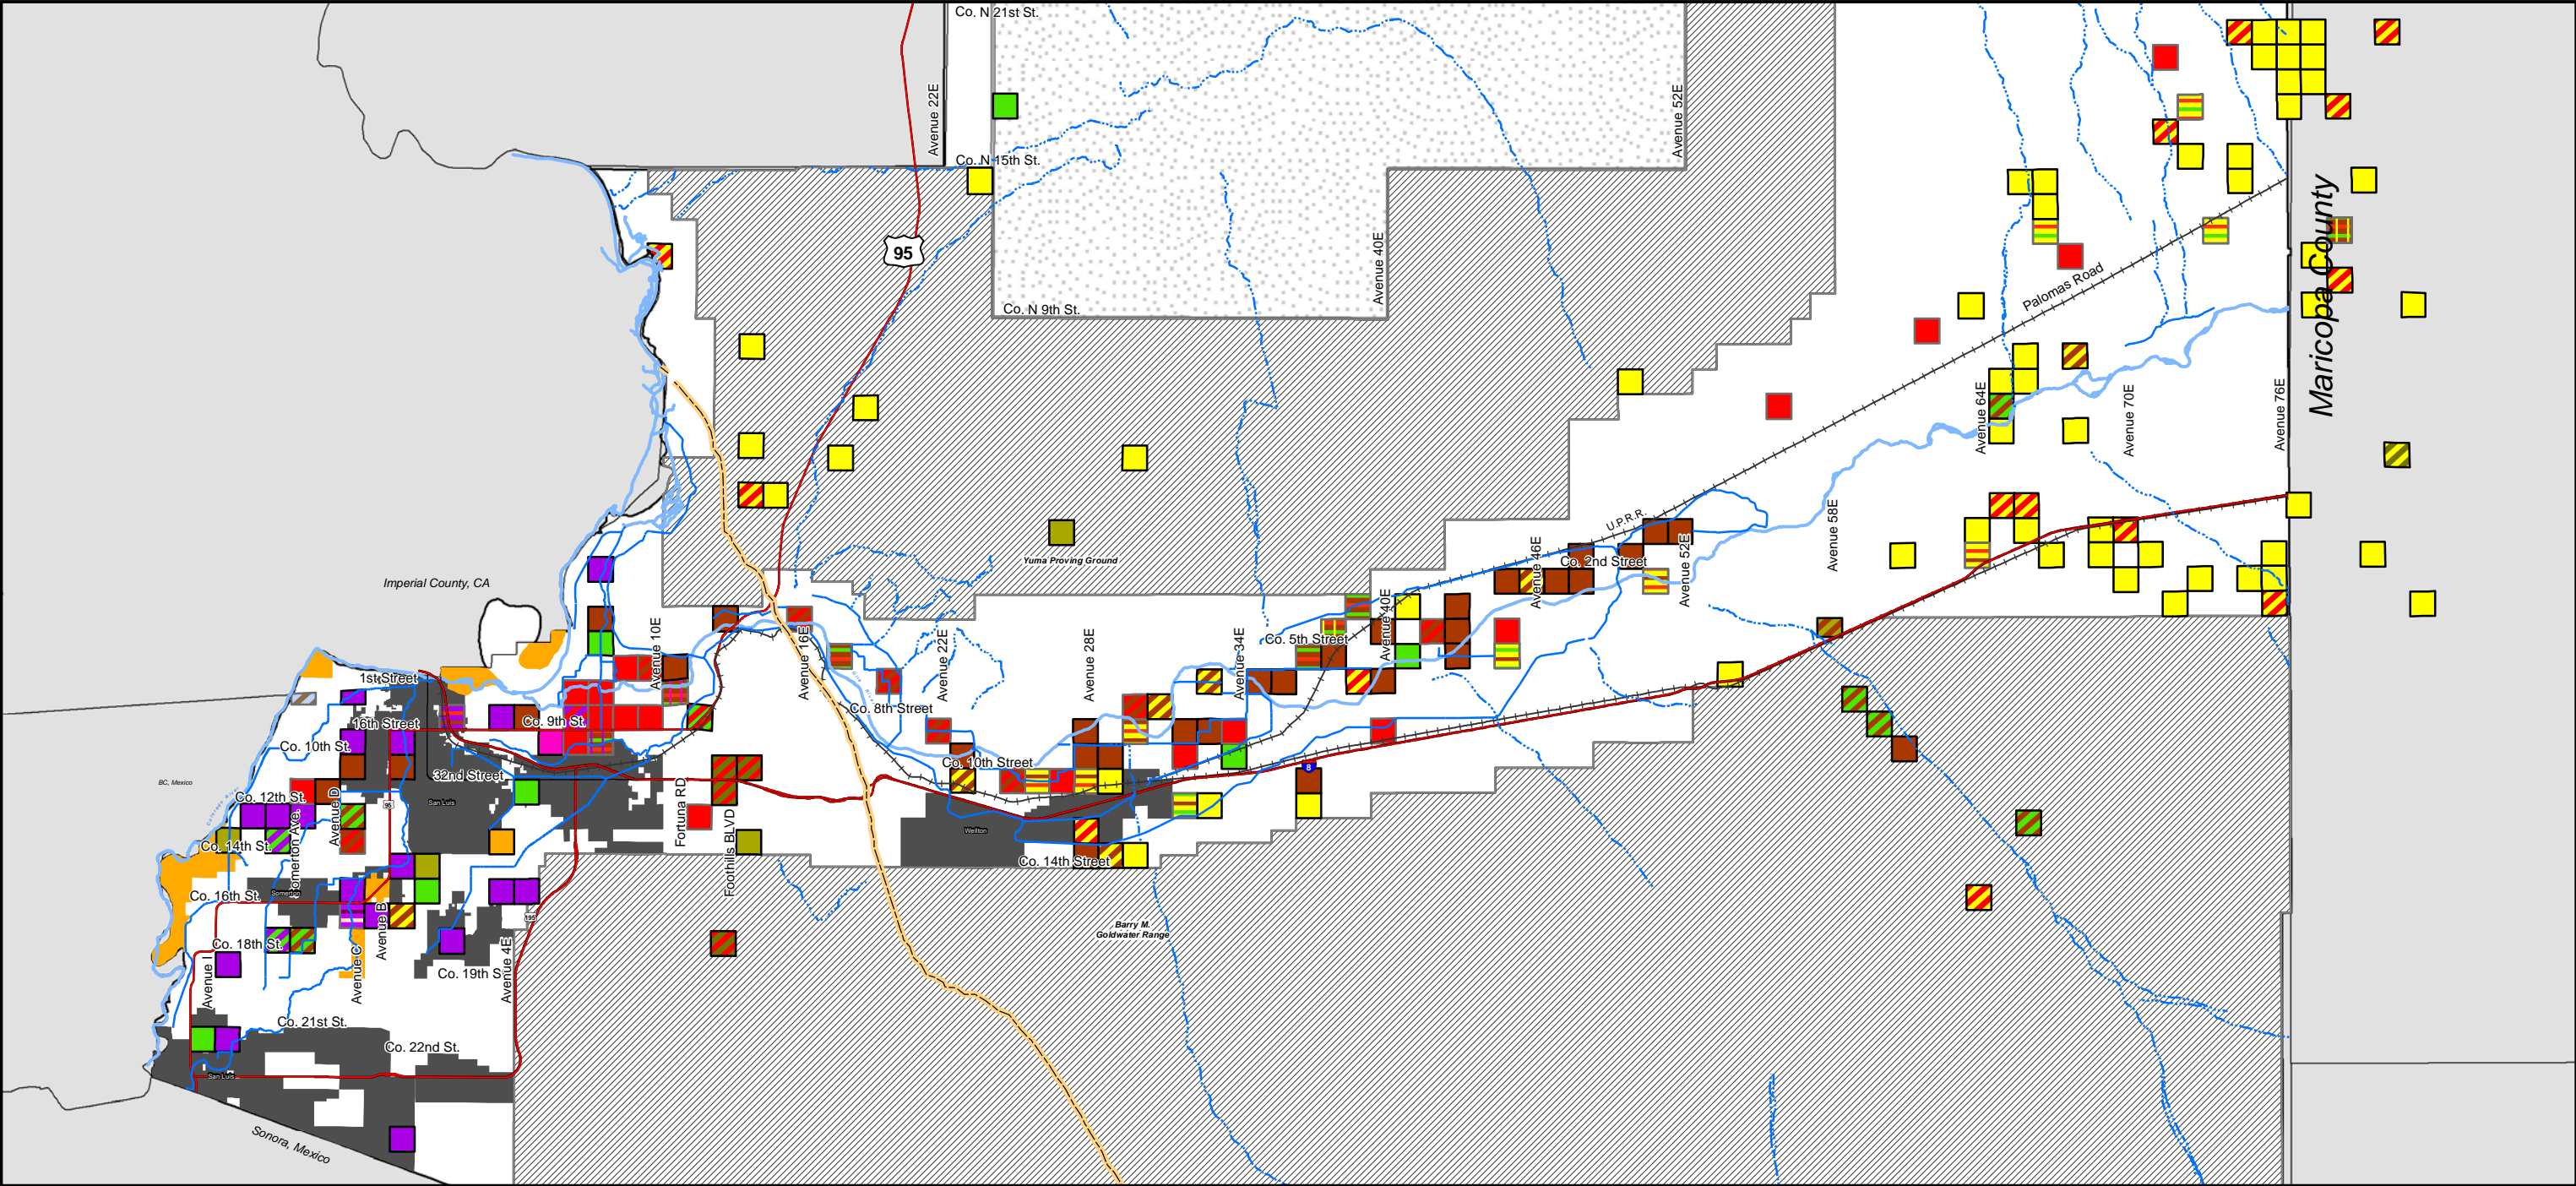 Co. N 21st St.
Avenue 22E
Avenue 52E
Co. N 15th St.
Maricopa County
95
Avenue 40E
Palomas Road
Co. N 9th St.
Avenue 64E
Avenue 70E
Avenue 76E
Avenue 58E
U.P.R.R.
Yuma Proving Ground
Avenue 46E
Co. 2nd Street
Avenue 52E
Imperial County, CA
Avenue 10E
Avenue 16E
Avenue 22E
Avenue 28E
Avenue 34E
Co. 5th Street
Avenue 40E
1st Street
16th Street
Co. 9th St.
Co. 8th Street
Co. 10th St.
32nd Street
Co. 10th Street
8
BC, Mexico
Colorado River
Co. 12th St.
Avenue D
95
San Luis
Fortuna RD
Foothills BLVD
Wellton
Co. 14th St.
Somerton Ave.
Co. 14th Street
Co. 16th St.
Somerton
Avenue B
195
Barry M.
Goldwater Range
Co. 18th St.
Avenue I
Avenue C
Co. 19th St
Avenue 4E
Co. 21st St.
Co. 22nd St.
San Luis
Sonora, Mexico